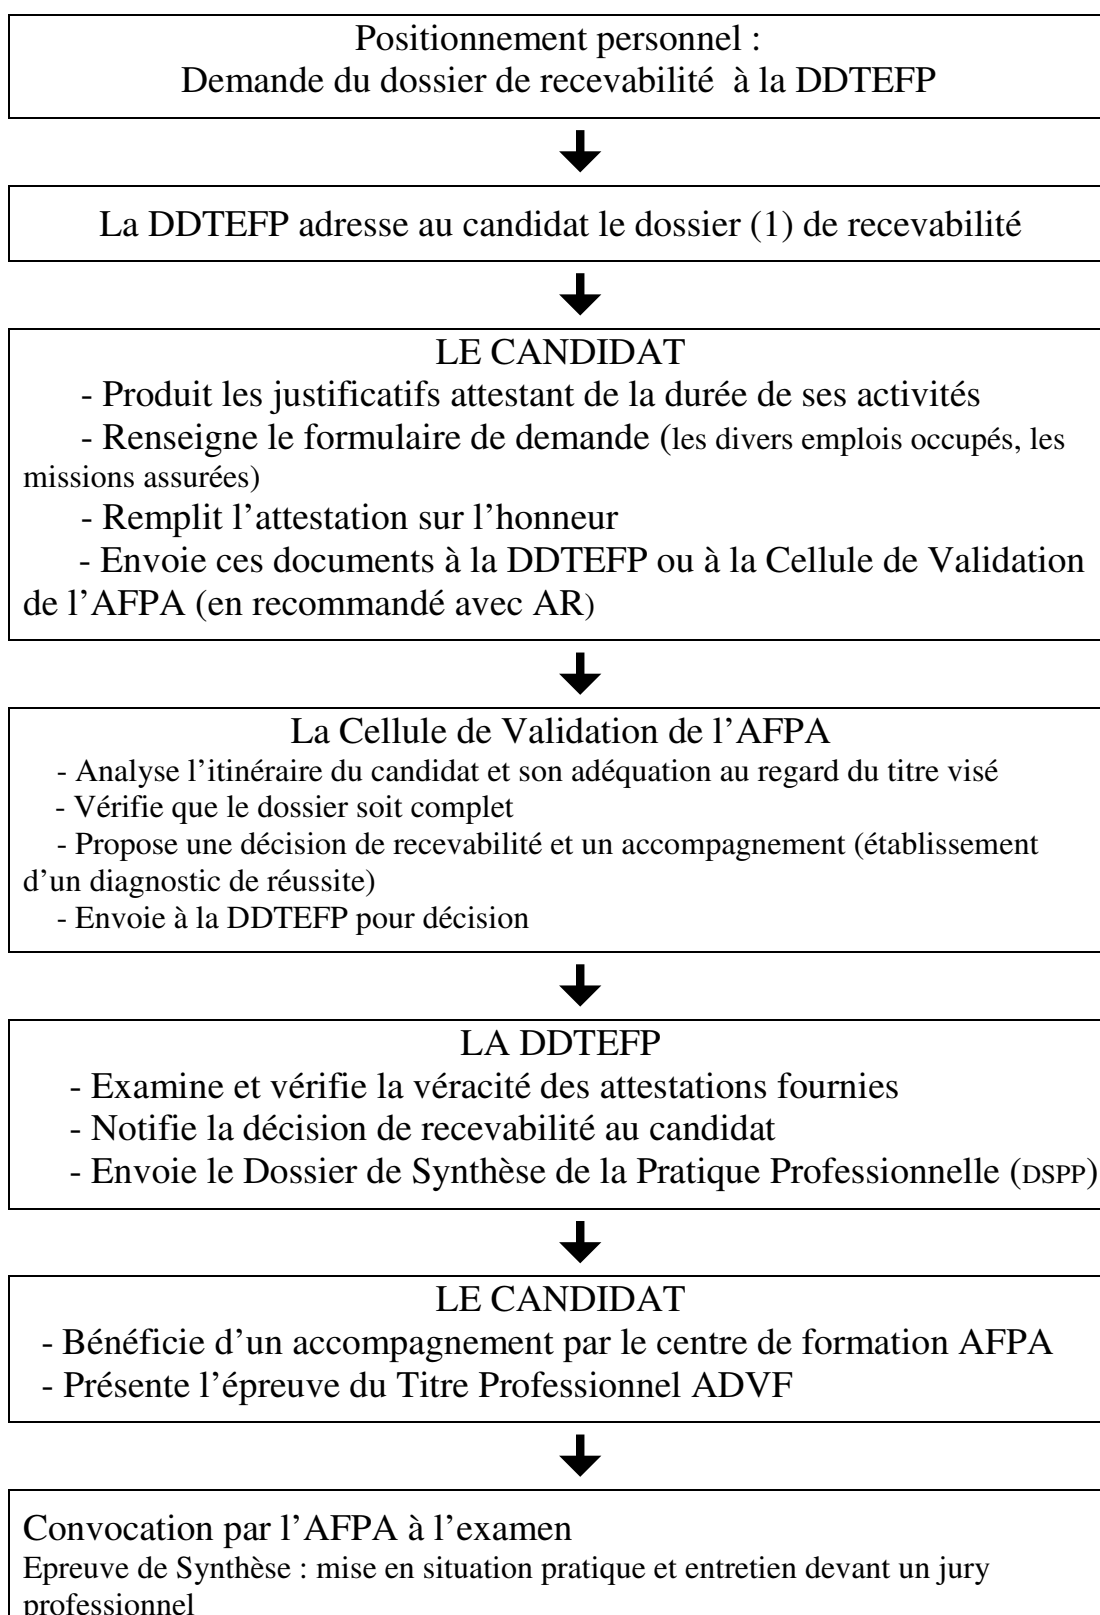 Positionnement personnel :
Demande du dossier de recevabilité à la DDTEFP
La DDTEFP adresse au candidat le dossier (1) de recevabilité
LE CANDIDAT
- Produit les justificatifs attestant de la durée de ses activités
- Renseigne le formulaire de demande (les divers emplois occupés, les
missions assurées)
- Remplit l’attestation sur l’honneur
- Envoie ces documents à la DDTEFP ou à la Cellule de Validation
de l’AFPA (en recommandé avec AR)
La Cellule de Validation de l’AFPA
- Analyse l’itinéraire du candidat et son adéquation au regard du titre visé
- Vérifie que le dossier soit complet
- Propose une décision de recevabilité et un accompagnement (établissement
d’un diagnostic de réussite)
- Envoie à la DDTEFP pour décision
LA DDTEFP
- Examine et vérifie la véracité des attestations fournies
- Notifie la décision de recevabilité au candidat
- Envoie le Dossier de Synthèse de la Pratique Professionnelle (DSPP)
LE CANDIDAT
- Bénéficie d’un accompagnement par le centre de formation AFPA
- Présente l’épreuve du Titre Professionnel ADVF
Convocation par l’AFPA à l’examen
Epreuve de Synthèse : mise en situation pratique et entretien devant un jury
professionnel